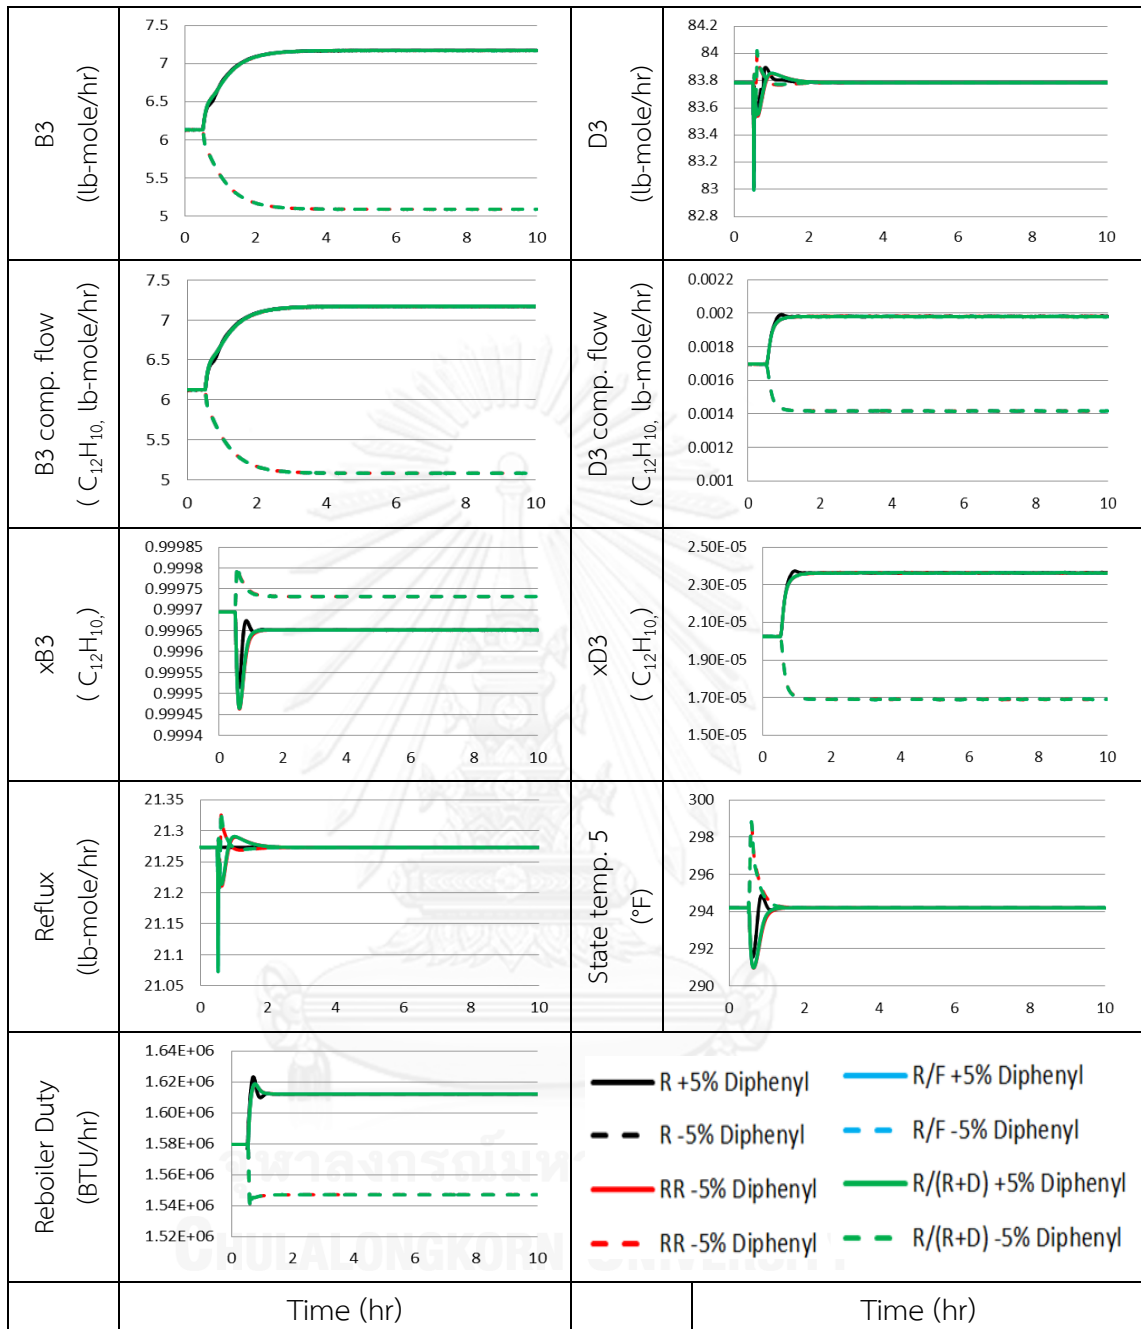 B3
(lb-mole/hr)
7.5
7
6.5
6
5.5
5
0 2 4 6 8 10
D3
(lb-mole/hr)
84.2
84
83.8
83.6
83.4
83.2
83
82.8
0 2 4 6 8 10
B3 comp. flow
( C₁₂H₁₀, lb-mole/hr)
7.5
7
6.5
6
5.5
5
0 2 4 6 8 10
D3 comp. flow
( C₁₂H₁₀, lb-mole/hr)
0.0022
0.002
0.0018
0.0016
0.0014
0.0012
0.001
0 2 4 6 8 10
xB3
( C₁₂H₁₀,)
0.99985
0.9998
0.99975
0.9997
0.99965
0.9996
0.99955
0.9995
0.99945
0.9994
0 2 4 6 8 10
xD3
( C₁₂H₁₀,)
2.50E-05
2.30E-05
2.10E-05
1.90E-05
1.70E-05
1.50E-05
0 2 4 6 8 10
Reflux
(lb-mole/hr)
21.35
21.3
21.25
21.2
21.15
21.1
21.05
0 2 4 6 8 10
State temp. 5
(°F)
300
298
296
294
292
290
0 2 4 6 8 10
Reboiler Duty
(BTU/hr)
1.64E+06
1.62E+06
1.60E+06
1.58E+06
1.56E+06
1.54E+06
1.52E+06
0 2 4 6 8 10
R +5% Diphenyl
R/F +5% Diphenyl
R -5% Diphenyl
R/F -5% Diphenyl
RR -5% Diphenyl
R/(R+D) +5% Diphenyl
RR -5% Diphenyl
R/(R+D) -5% Diphenyl
CHULALONGKORN UNIVERSITY
Time (hr)
Time (hr)